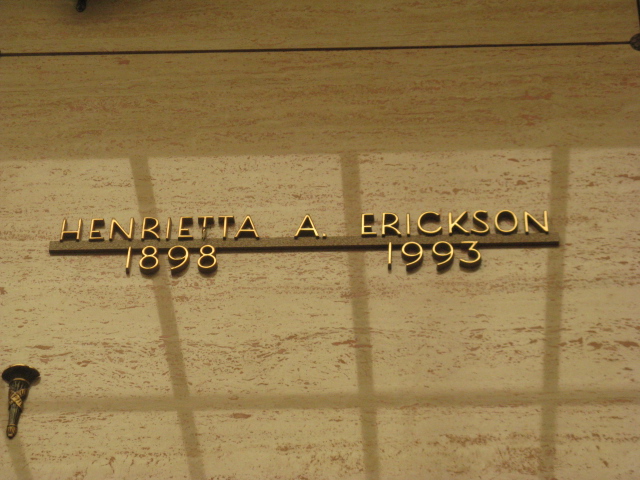 HENRIETTA A. ERICKSON
1898 1993